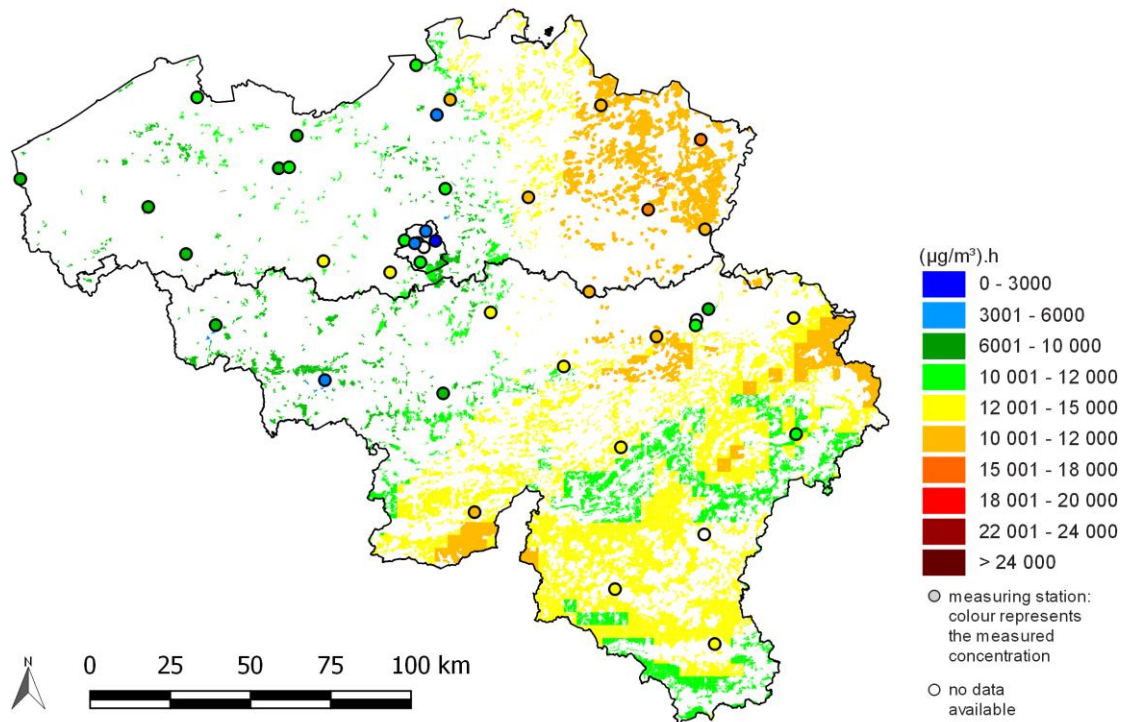 (µg/m³).h
0 - 3000
3001 - 6000
6001 - 10 000
10 001 - 12 000
12 001 - 15 000
10 001 - 12 000
15 001 - 18 000
18 001 - 20 000
22 001 - 24 000
> 24 000
measuring station:
colour represents
the measured
concentration
no data
available
N
0 25 50 75 100 km